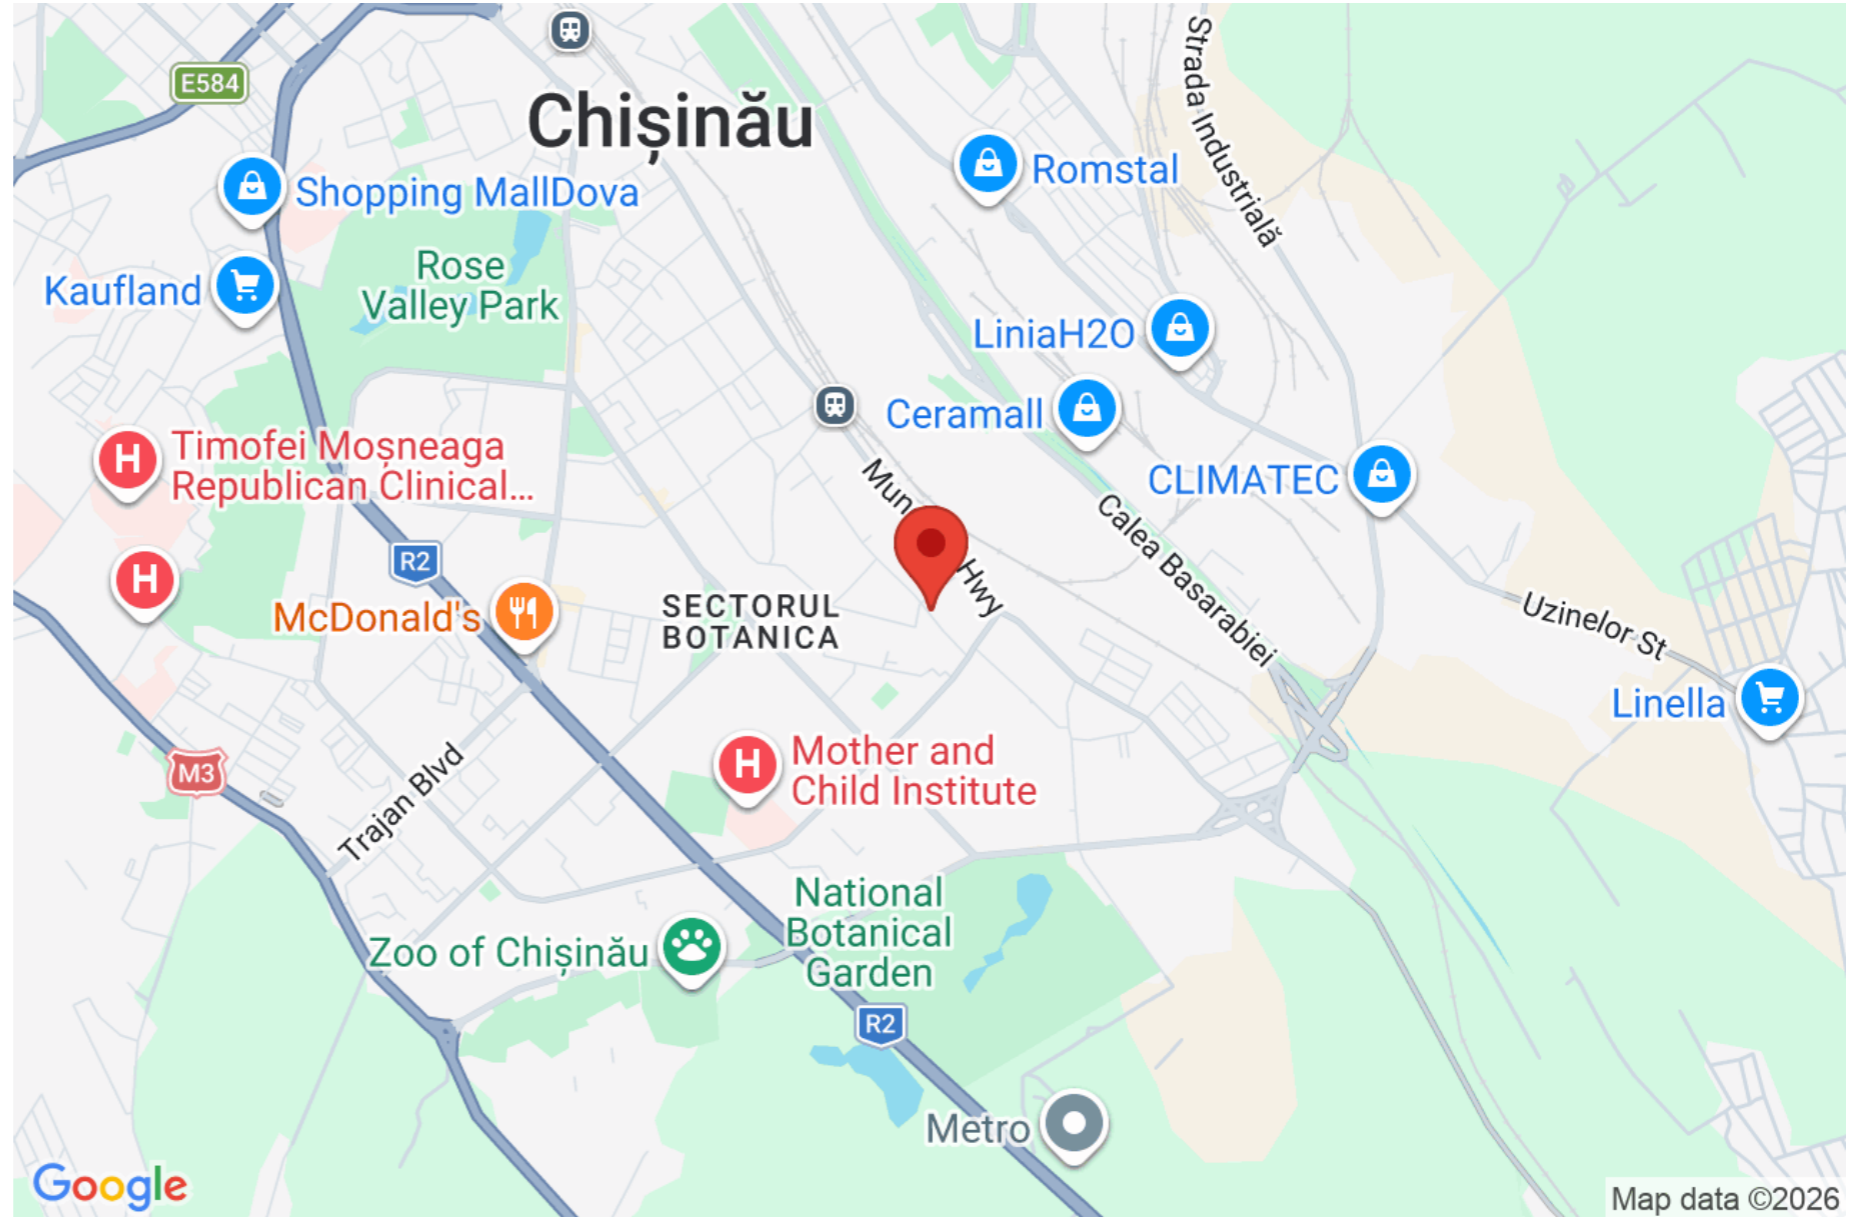 E584
Chișinău
Strada Industrială
Romstal
Shopping MallDova
Rose
Valley Park
Kaufland
LiniaH2O
Ceramall
Timofei Moșneaga
Republican Clinical...
H
Mun
Hwy
CLIMATEC
Calea Basarabiei
R2
H
McDonald's
SECTORUL
BOTANICA
Uzinelor St
Linella
M3
Trajan Blvd
H
Mother and
Child Institute
National
Botanical
Garden
Zoo of Chișinău
R2
Metro
Google
Map data ©2026